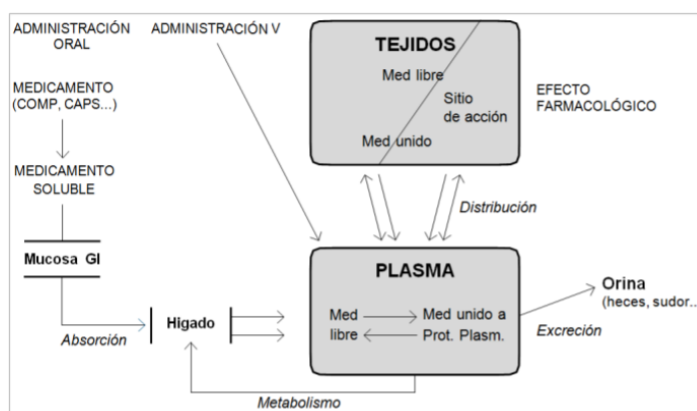 ADMINISTRACIÓN
ORAL
ADMINISTRACIÓN V
MEDICAMENTO
(COMP, CAPS...)
MEDICAMENTO
SOLUBLE
Mucosa GI
Absorción
Higado
TEJIDOS
Med libre
Sitio
de acción
Med unido
EFECTO
FARMACOLÓGICO
Distribución
PLASMA
Med
libre
Med unido a
Prot. Plasm.
Orina
(heces, sudor...
Excreción
Metabolismo